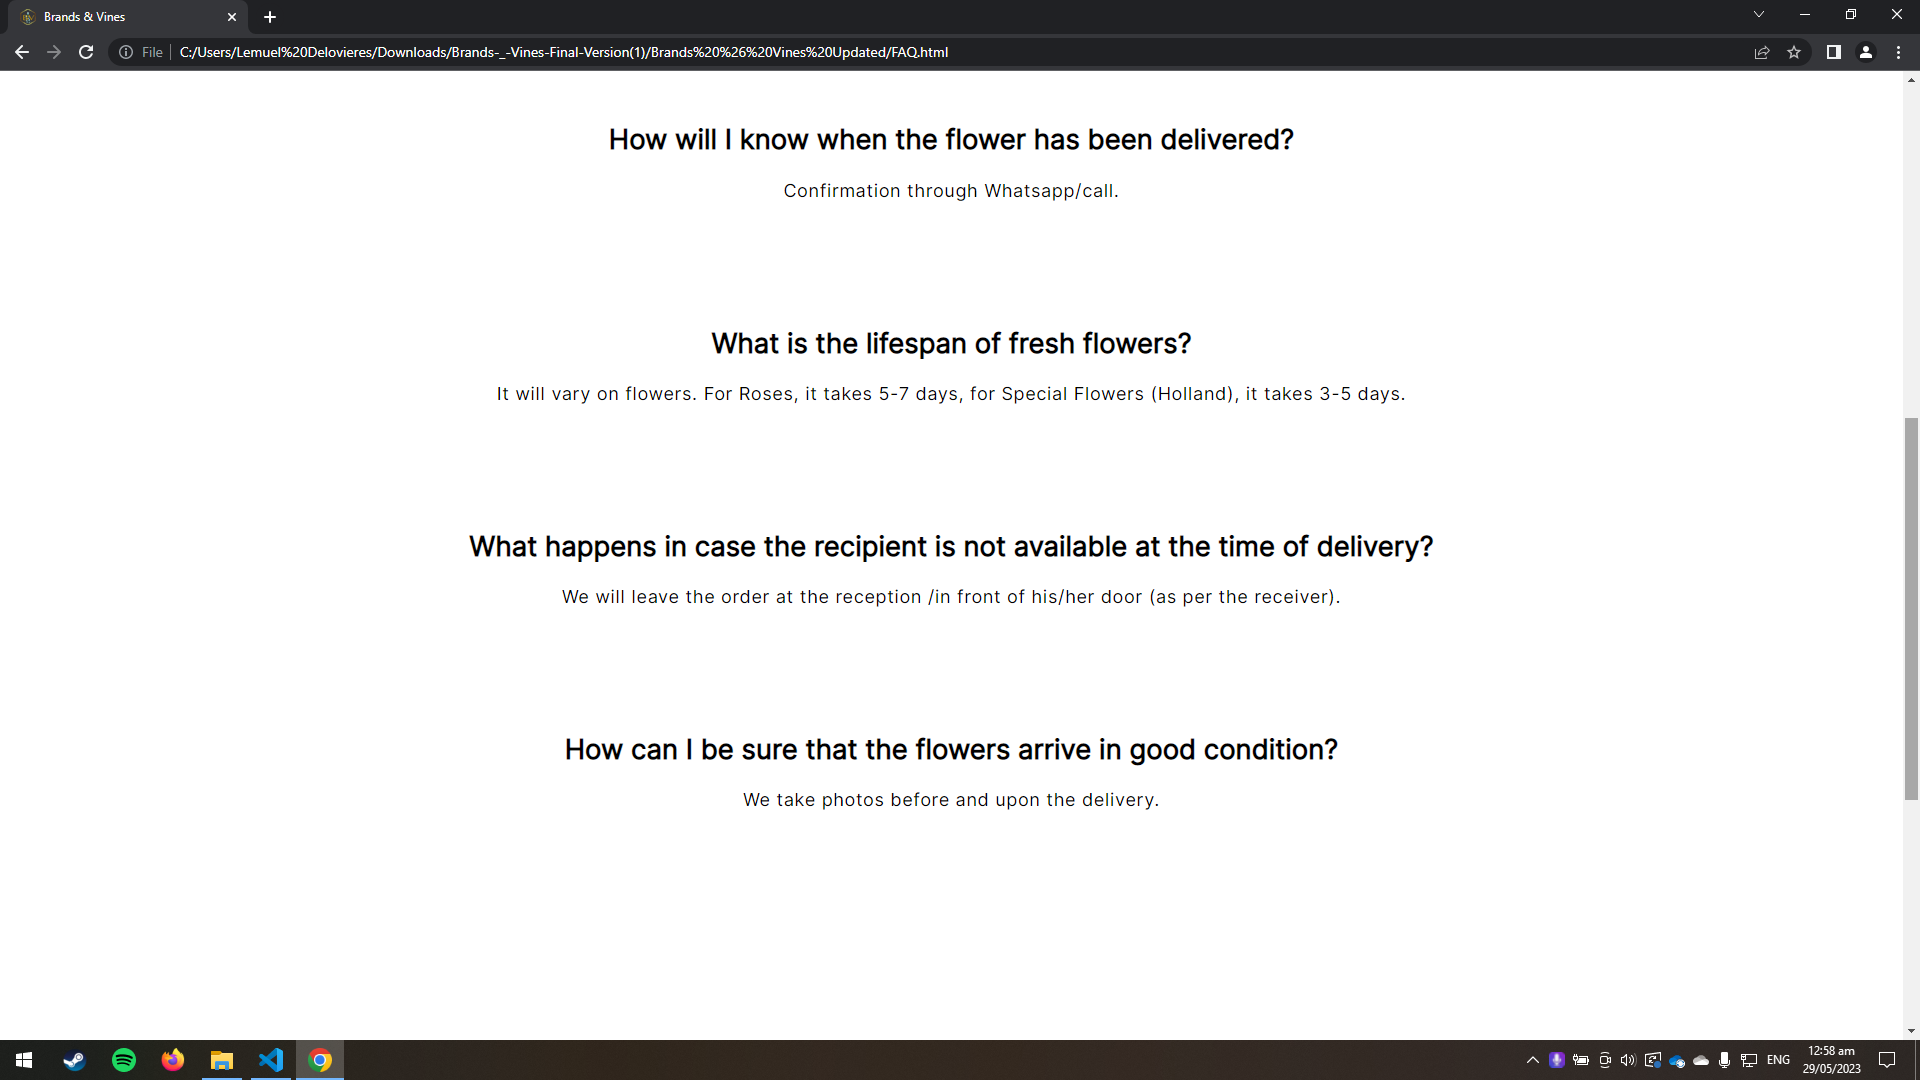 Brands & Vines
File
C:/Users/Lemuel%20Delovieres/Downloads/Brands-_-Vines-Final-Version(1)/Brands%20%26%20Vines%20Updated/FAQ.html
How will I know when the flower has been delivered?
Confirmation through Whatsapp/call.
What is the lifespan of fresh flowers?
It will vary on flowers. For Roses, it takes 5-7 days, for Special Flowers (Holland), it takes 3-5 days.
What happens in case the recipient is not available at the time of delivery?
We will leave the order at the reception /in front of his/her door (as per the receiver).
How can I be sure that the flowers arrive in good condition?
We take photos before and upon the delivery.
ENG
12:58 am
29/05/2023